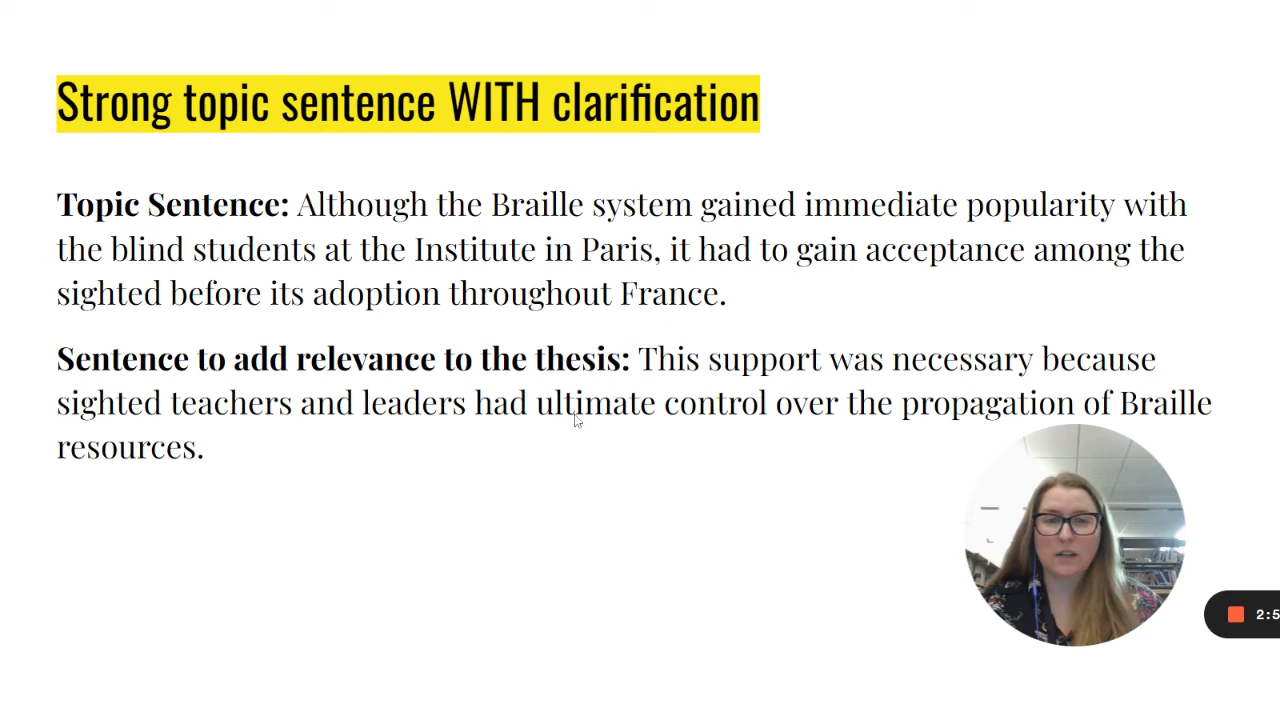 Strong topic sentence WITH clarification
Topic Sentence: Although the Braille system gained immediate popularity with
the blind students at the Institute in Paris, it had to gain acceptance among the
sighted before its adoption throughout France.
Sentence to add relevance to the thesis: This support was necessary because
sighted teachers and leaders had ultimate control over the propagation of Braille
resources.
2:5